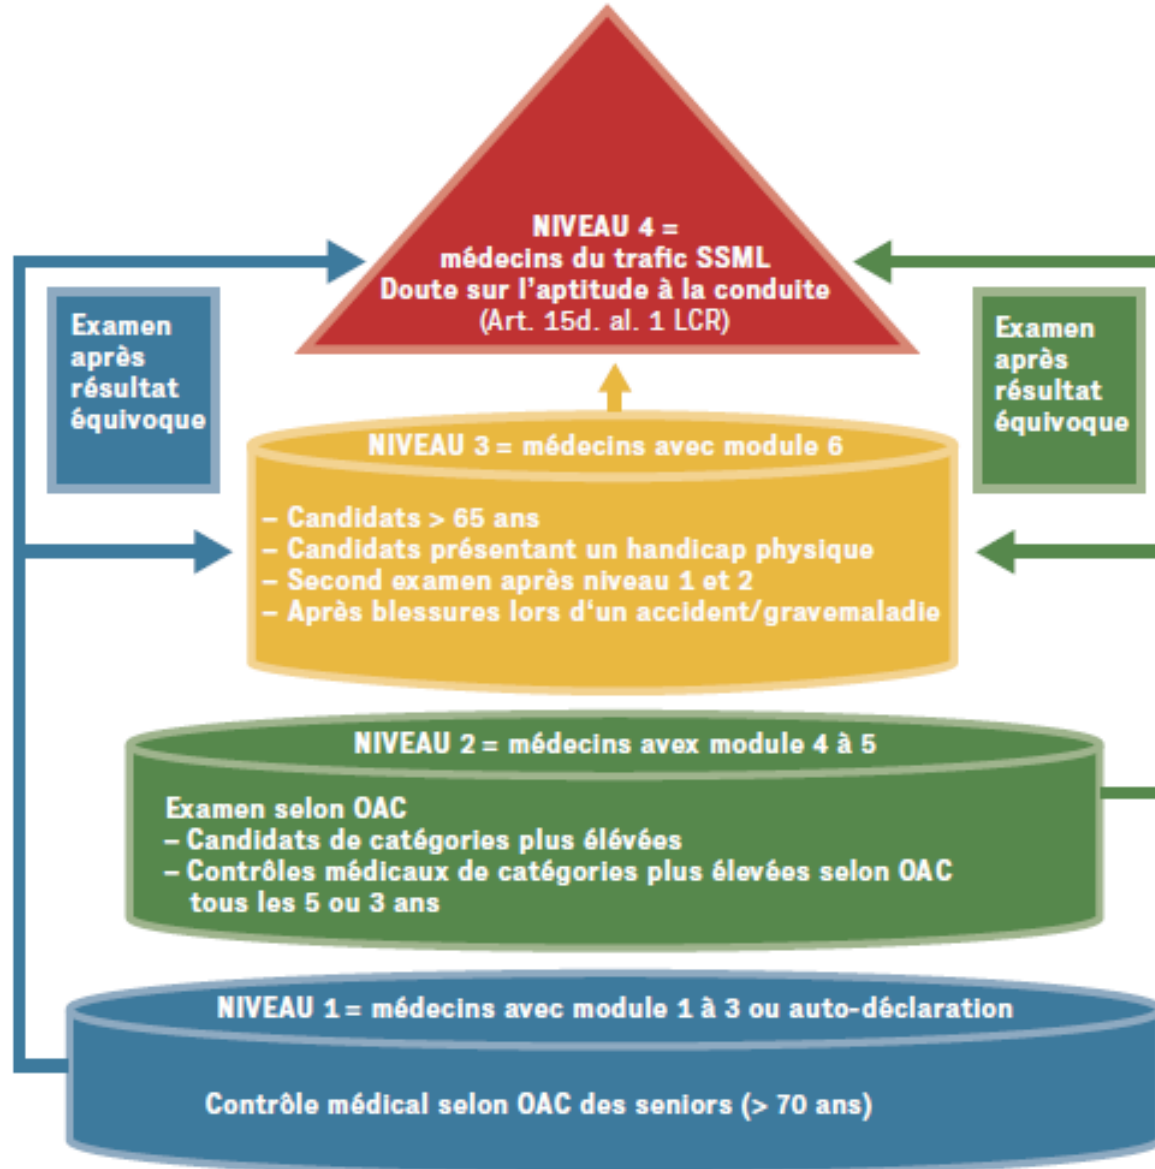 NIVEAU 4 =
médecins du trafic SSML
Doute sur l'aptitude à la conduite
(Art. 15d. al. 1 LCR)
Examen
après
résultat
équivoque
Examen
après
résultat
équivoque
NIVEAU 3 = médecins avec module 6
– Candidats > 65 ans
– Candidats présentant un handicap physique
– Second examen après niveau 1 et 2
– Après blessures lors d'un accident/gravemaladie
NIVEAU 2 = médecins avex module 4 à 5
Examen selon OAC
– Candidats de catégories plus élévées
– Contrôles médicaux de catégories plus élevées selon OAC
tous les 5 ou 3 ans
NIVEAU 1 = médecins avec module 1 à 3 ou auto-déclaration
Contrôle médical selon OAC des seniors (> 70 ans)